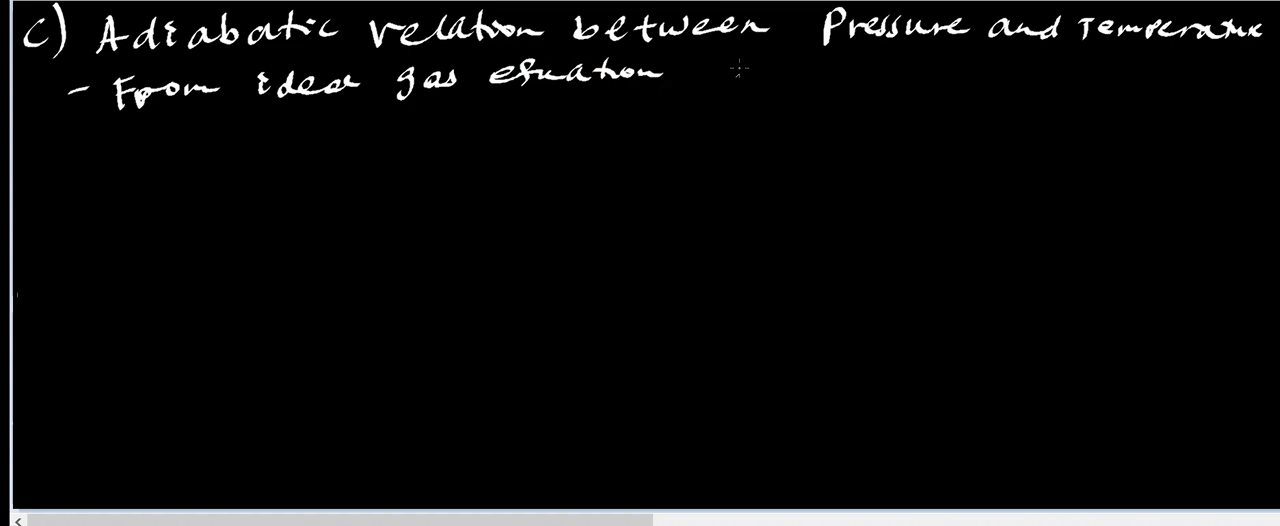 c) Adiabatic relation between Pressure and Temperature
- From ideal gas equation